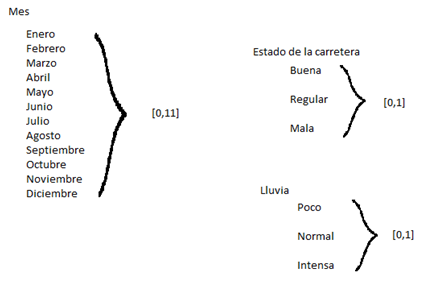 Mes
Enero
Febrero
Marzo
Abril
Mayo
Junio
Julio
Agosto
Septiembre
Octubre
Noviembre
Diciembre
[0,11]
Estado de la carretera
Buena
Regular
Mala
[0,1]
Lluvia
Poco
Normal
Intensa
[0,1]